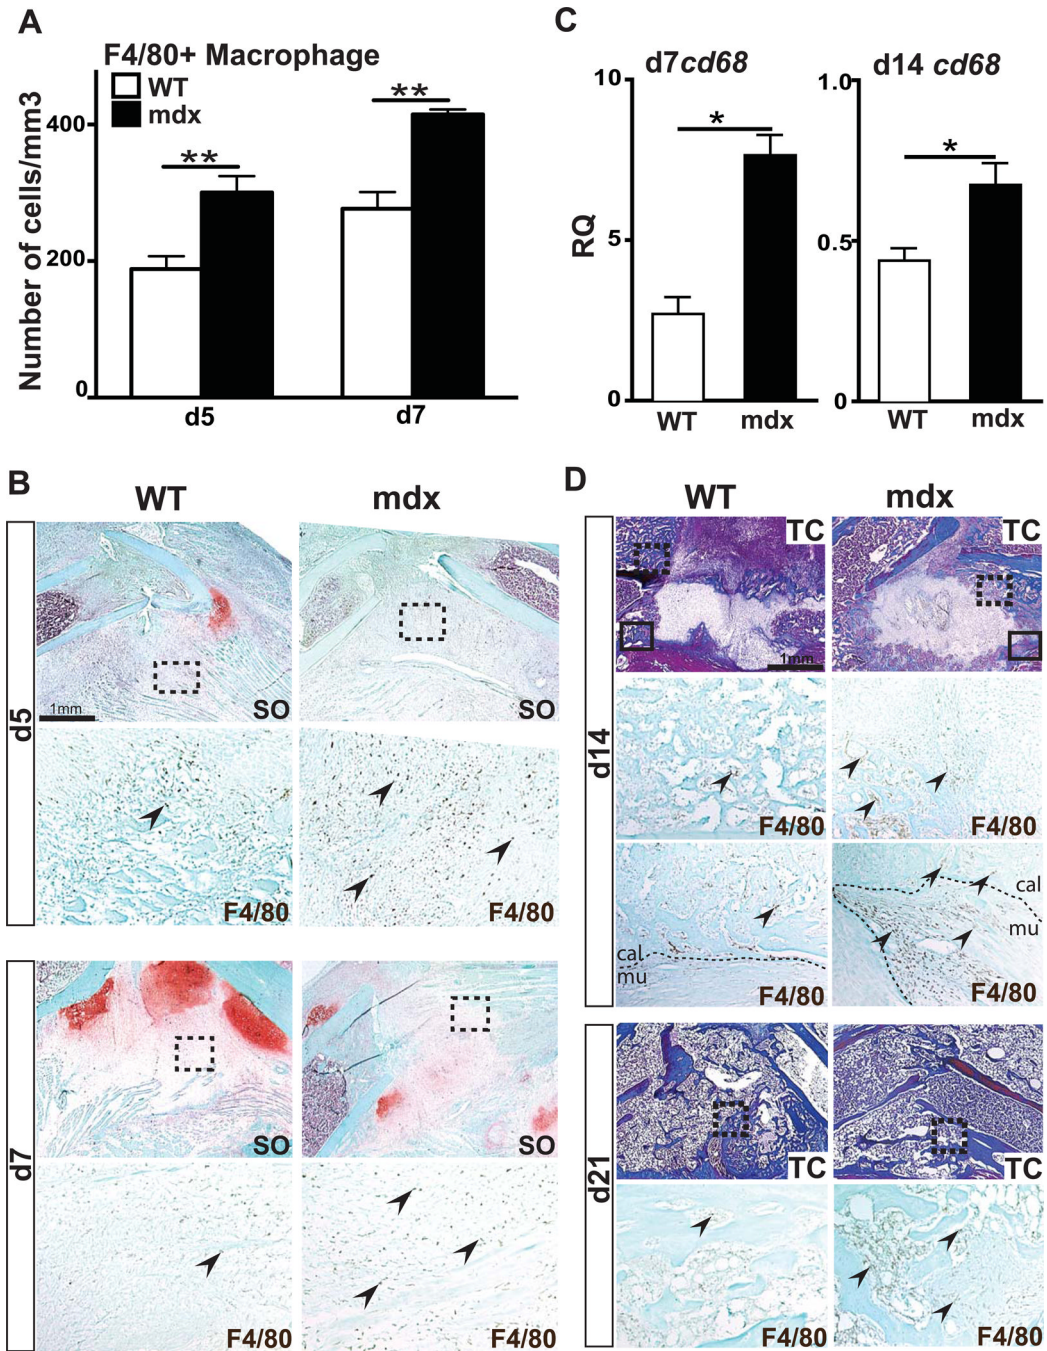 A
F4/80+ Macrophage
WT
mdx
Number of cells/mm3
400
200
0
**
**
d5
d7
C
d7cd68
d14 cd68
RQ
10
5
0
*
WT
mdx
1.0
0.5
0
*
WT
mdx
B
WT
mdx
d5
1mm
SO
SO
F4/80
F4/80
d7
SO
SO
F4/80
F4/80
D
WT
mdx
d14
TC
1mm
TC
F4/80
F4/80
cal
mu
F4/80
cal
mu
F4/80
d21
TC
TC
F4/80
F4/80